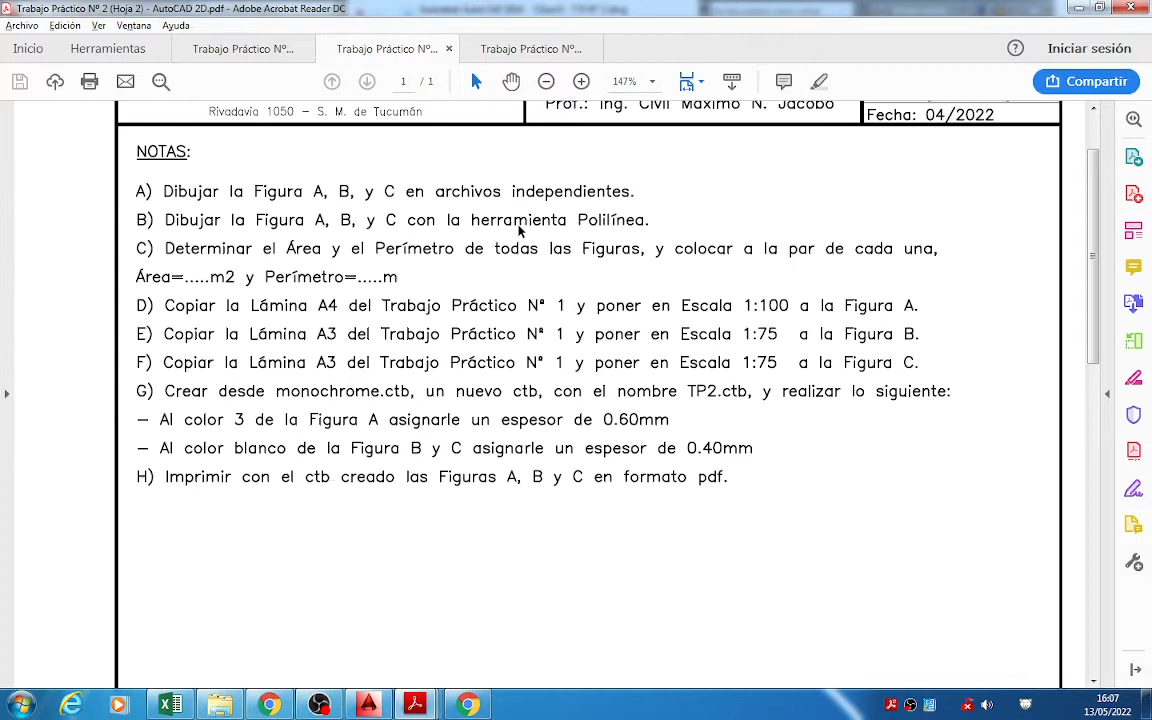 Trabajo Práctico Nº 2 (Hoja 2) - AutoCAD 2D.pdf - Adobe Acrobat Reader DC
Archivo Edición Ver Ventana Ayuda
Inicio Herramientas Trabajo Práctico Nº... Trabajo Práctico Nº... × Trabajo Práctico Nº... Iniciar sesión
1 / 1 147% Compartir
Rivadavia 1050 – S. M. de Tucumán
Prof.: Ing. Civil Máximo N. Jacobo
Fecha: 04/2022
NOTAS:
A) Dibujar la Figura A, B, y C en archivos independientes.
B) Dibujar la Figura A, B, y C con la herramienta Polilínea.
C) Determinar el Área y el Perímetro de todas las Figuras, y colocar a la par de cada una,
Área=.....m2 y Perímetro=.....m
D) Copiar la Lámina A4 del Trabajo Práctico Nº 1 y poner en Escala 1:100 a la Figura A.
E) Copiar la Lámina A3 del Trabajo Práctico Nº 1 y poner en Escala 1:75 a la Figura B.
F) Copiar la Lámina A3 del Trabajo Práctico Nº 1 y poner en Escala 1:75 a la Figura C.
G) Crear desde monochrome.ctb, un nuevo ctb, con el nombre TP2.ctb, y realizar lo siguiente:
– Al color 3 de la Figura A asignarle un espesor de 0.60mm
– Al color blanco de la Figura B y C asignarle un espesor de 0.40mm
H) Imprimir con el ctb creado las Figuras A, B y C en formato pdf.
16:07
13/05/2022